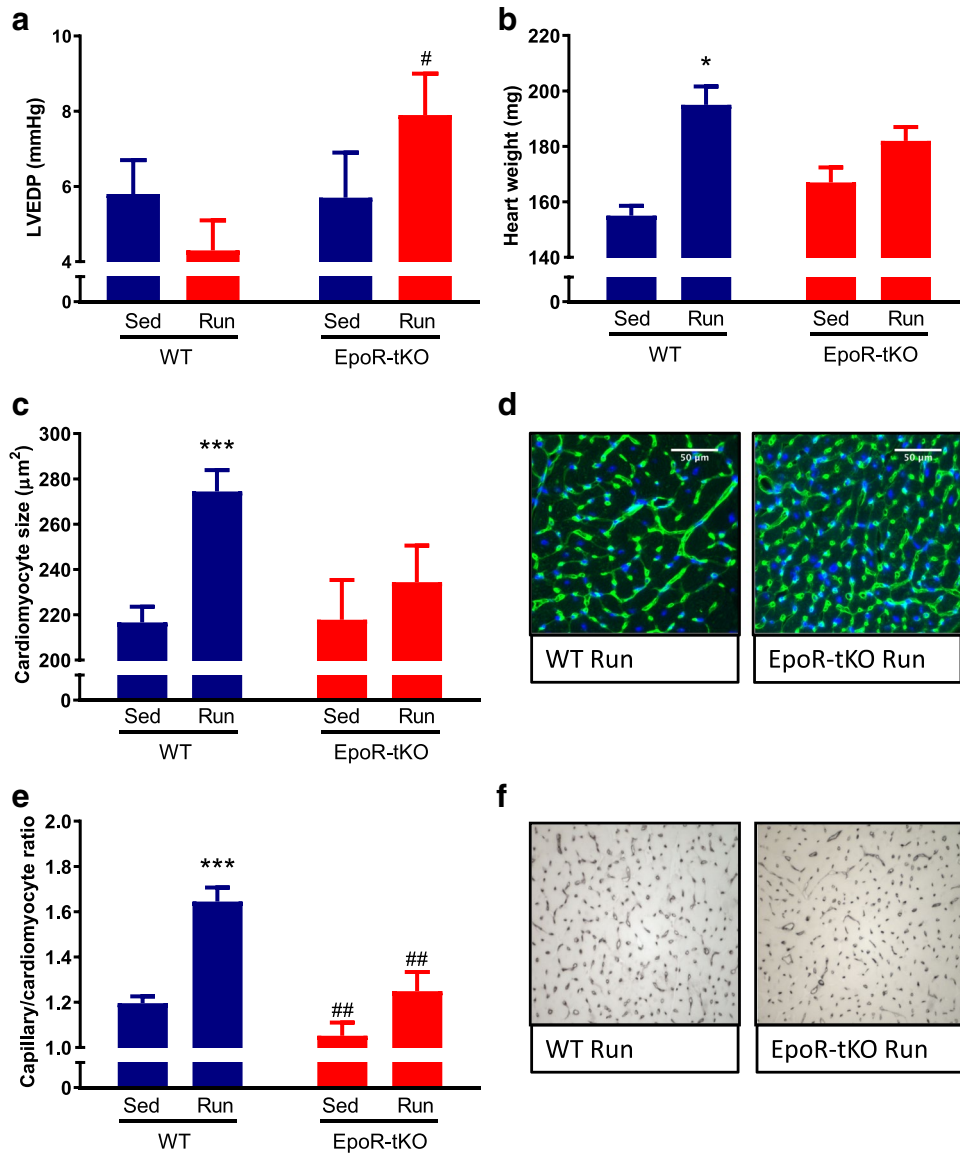 a
10
8
6
4
0
LVEDP (mmHg)
#
Sed Run Sed Run
WT EpoR-tKO
b
220
200
180
160
140
0
Heart weight (mg)
*
Sed Run Sed Run
WT EpoR-tKO
c
300
280
260
240
220
200
0
Cardiomyocyte size (μm²)
***
Sed Run Sed Run
WT EpoR-tKO
d
50 μm
50 μm
WT Run
EpoR-tKO Run
e
2.0
1.8
1.6
1.4
1.2
1.0
0
Capillary/cardiomyocyte ratio
***
##
##
Sed Run Sed Run
WT EpoR-tKO
f
WT Run
EpoR-tKO Run